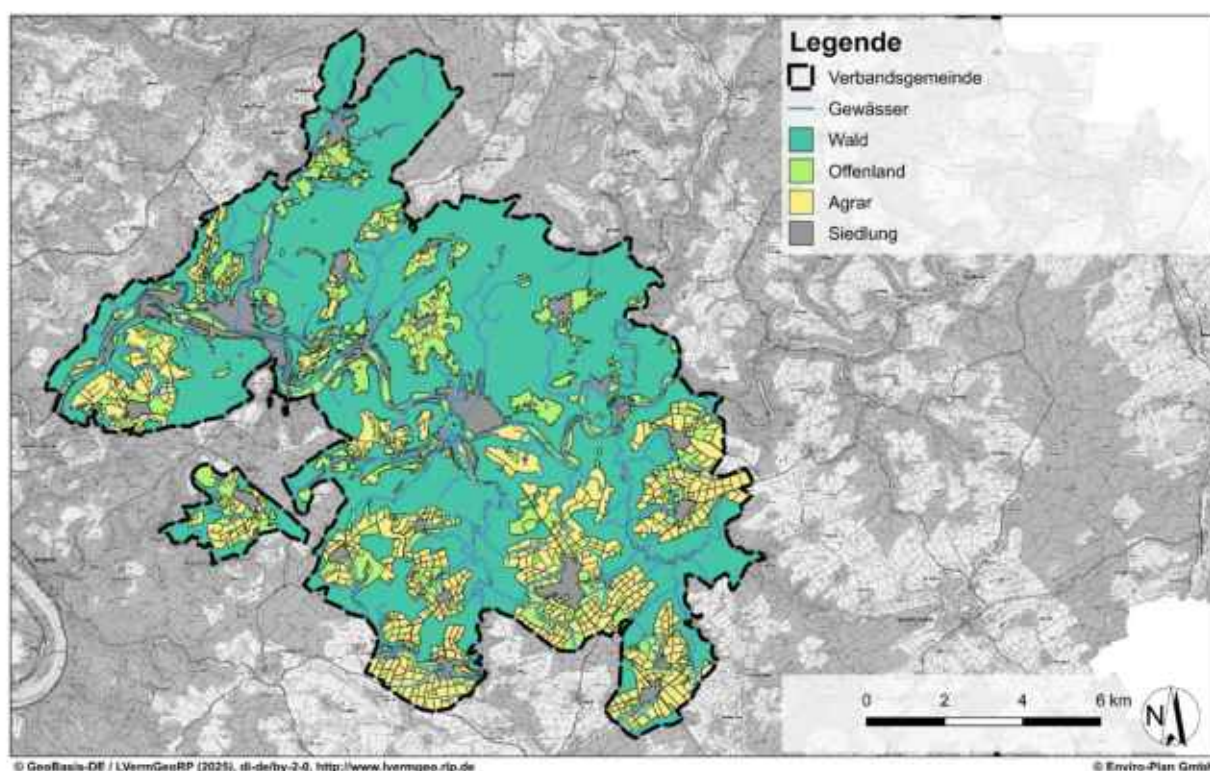 Legende
Verbandsgemeinde
Gewässer
Wald
Offenland
Agrar
Siedlung
0 2 4 6 km
N
© GeoBasis-DE / LVermGeoRP (2025), dl-de/by-2-0, http://www.lvermgeo.rlp.de
© Enviro-Plan GmbH